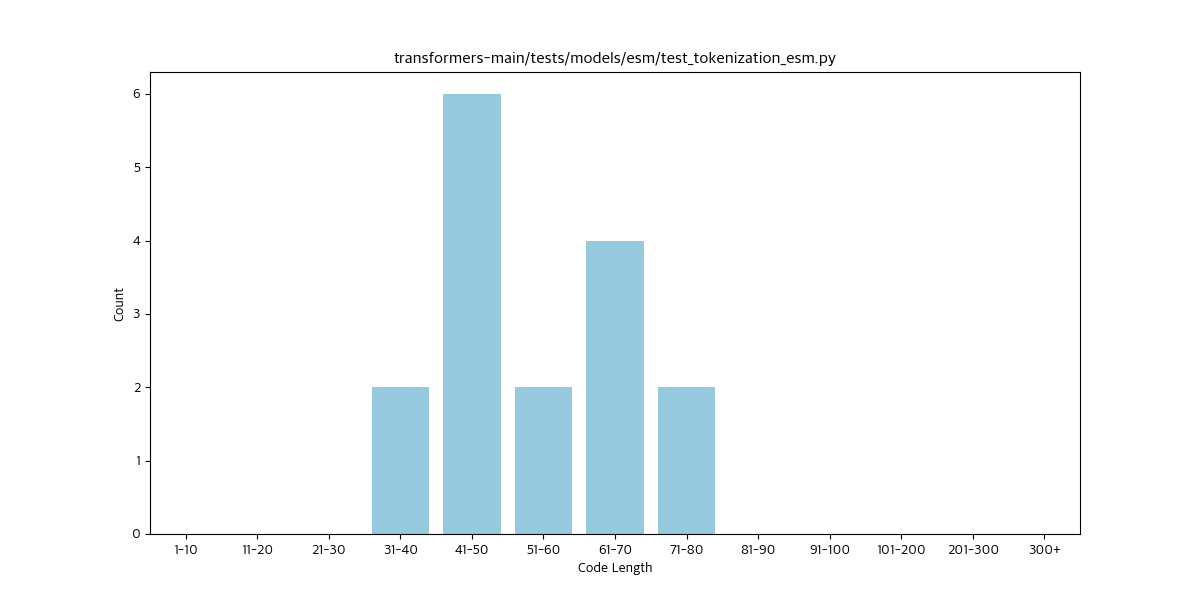 transformers-main/tests/models/esm/test_tokenization_esm.py
6
5
4
3
2
1
0
Count
1-10 11-20 21-30 31-40 41-50 51-60 61-70 71-80 81-90 91-100 101-200 201-300 300+
Code Length